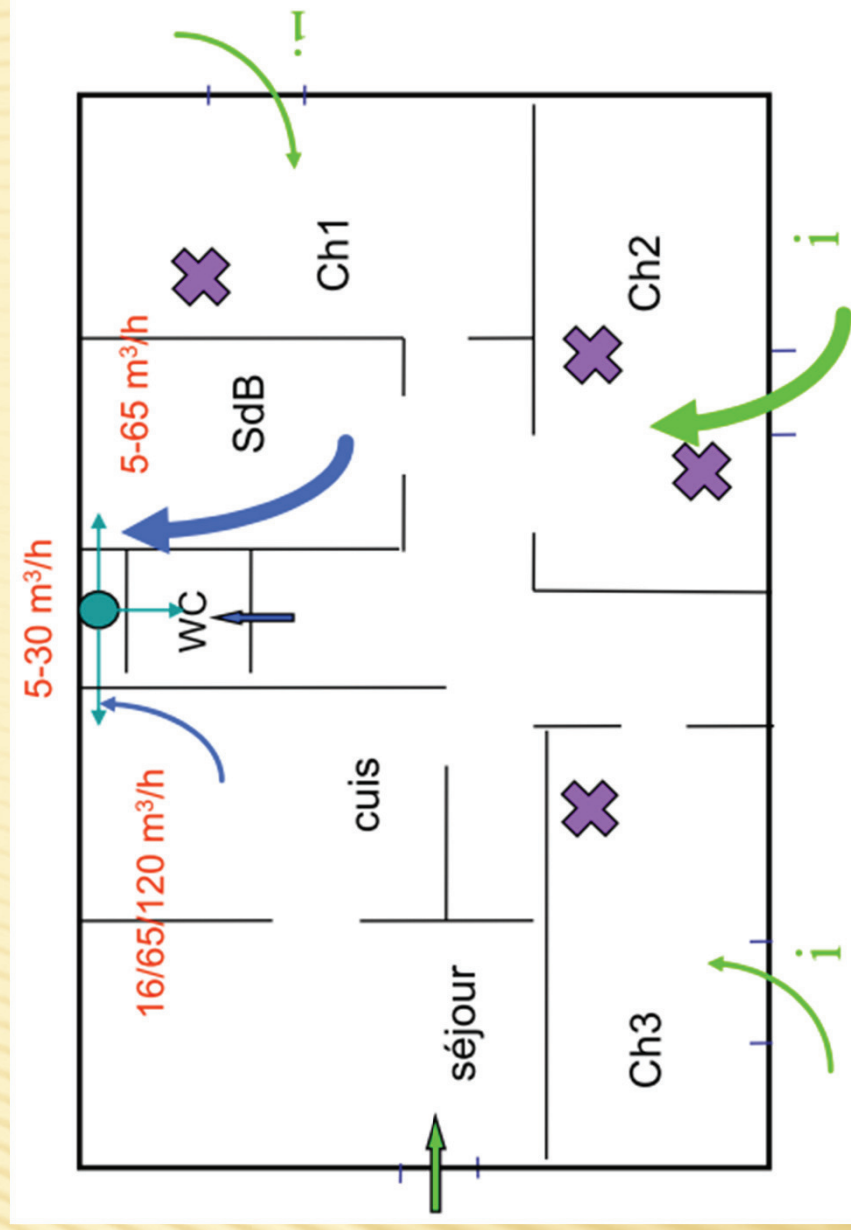 5-30 m³/h
16/65/120 m³/h
5-65 m³/h
WC
SdB
i
Ch1
cuis
séjour
Ch3
Ch2
i
i